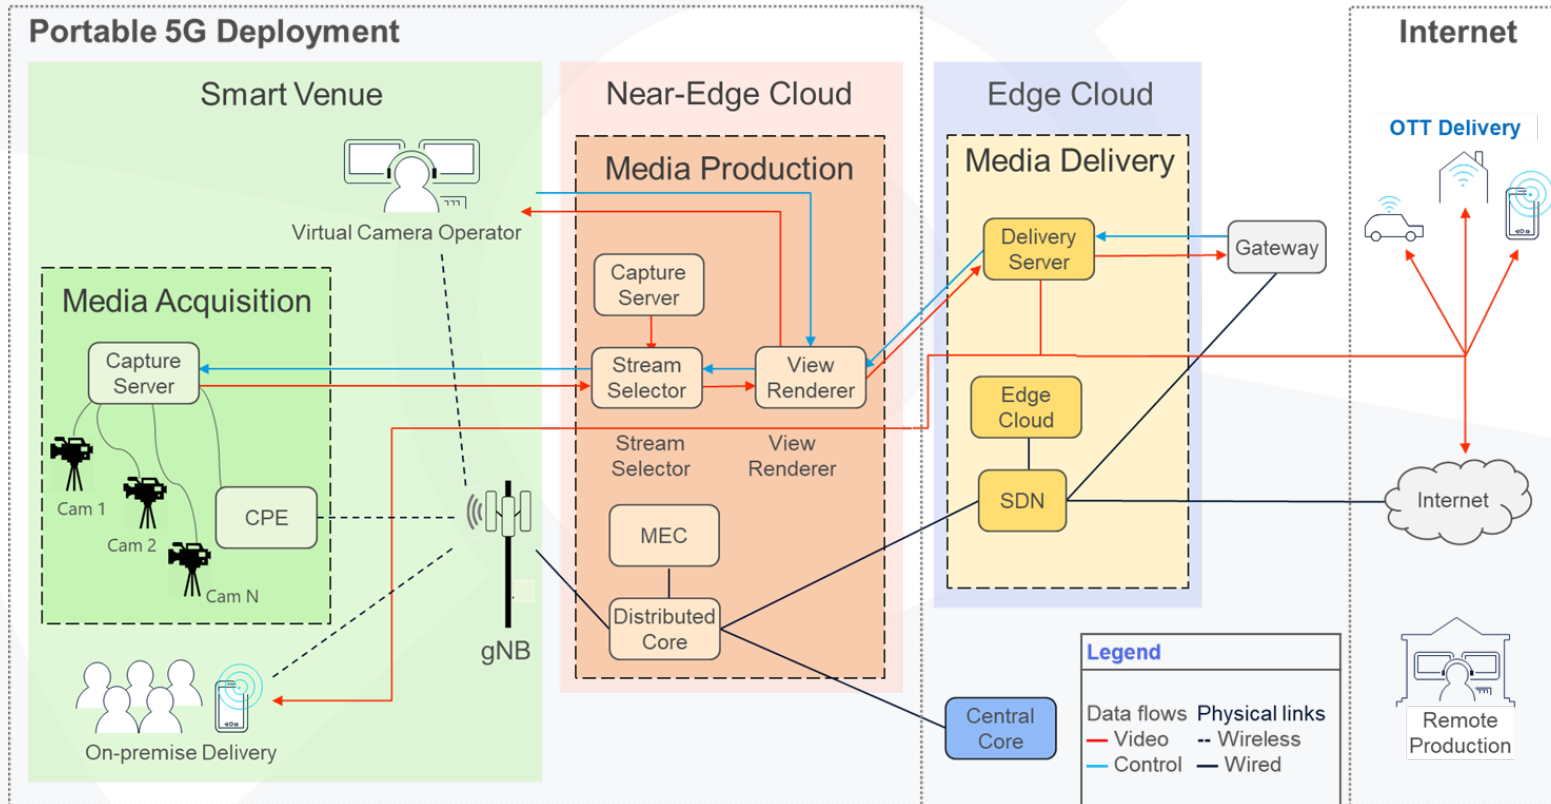 Portable 5G Deployment
Internet
Smart Venue
Near-Edge Cloud
Edge Cloud
OTT Delivery
Media Production
Media Delivery
Virtual Camera Operator
Delivery
Server
Gateway
Capture
Server
Media Acquisition
Capture
Server
Stream
Selector
View
Renderer
Edge
Cloud
Stream
Selector
View
Renderer
Cam 1
Cam 2
Cam N
CPE
MEC
SDN
Internet
Distributed
Core
gNB
On-premise Delivery
Central
Core
Legend
Data flows
Physical links
Video
Wireless
Control
Wired
Remote
Production